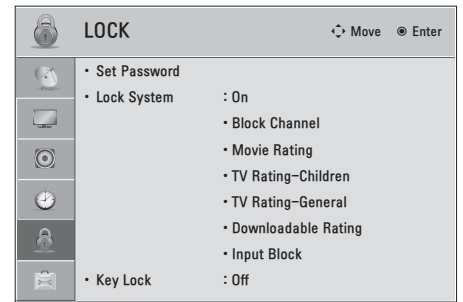 LOCK Move Enter
• Set Password
• Lock System : On
• Block Channel
• Movie Rating
• TV Rating-Children
• TV Rating-General
• Downloadable Rating
• Input Block
• Key Lock : Off